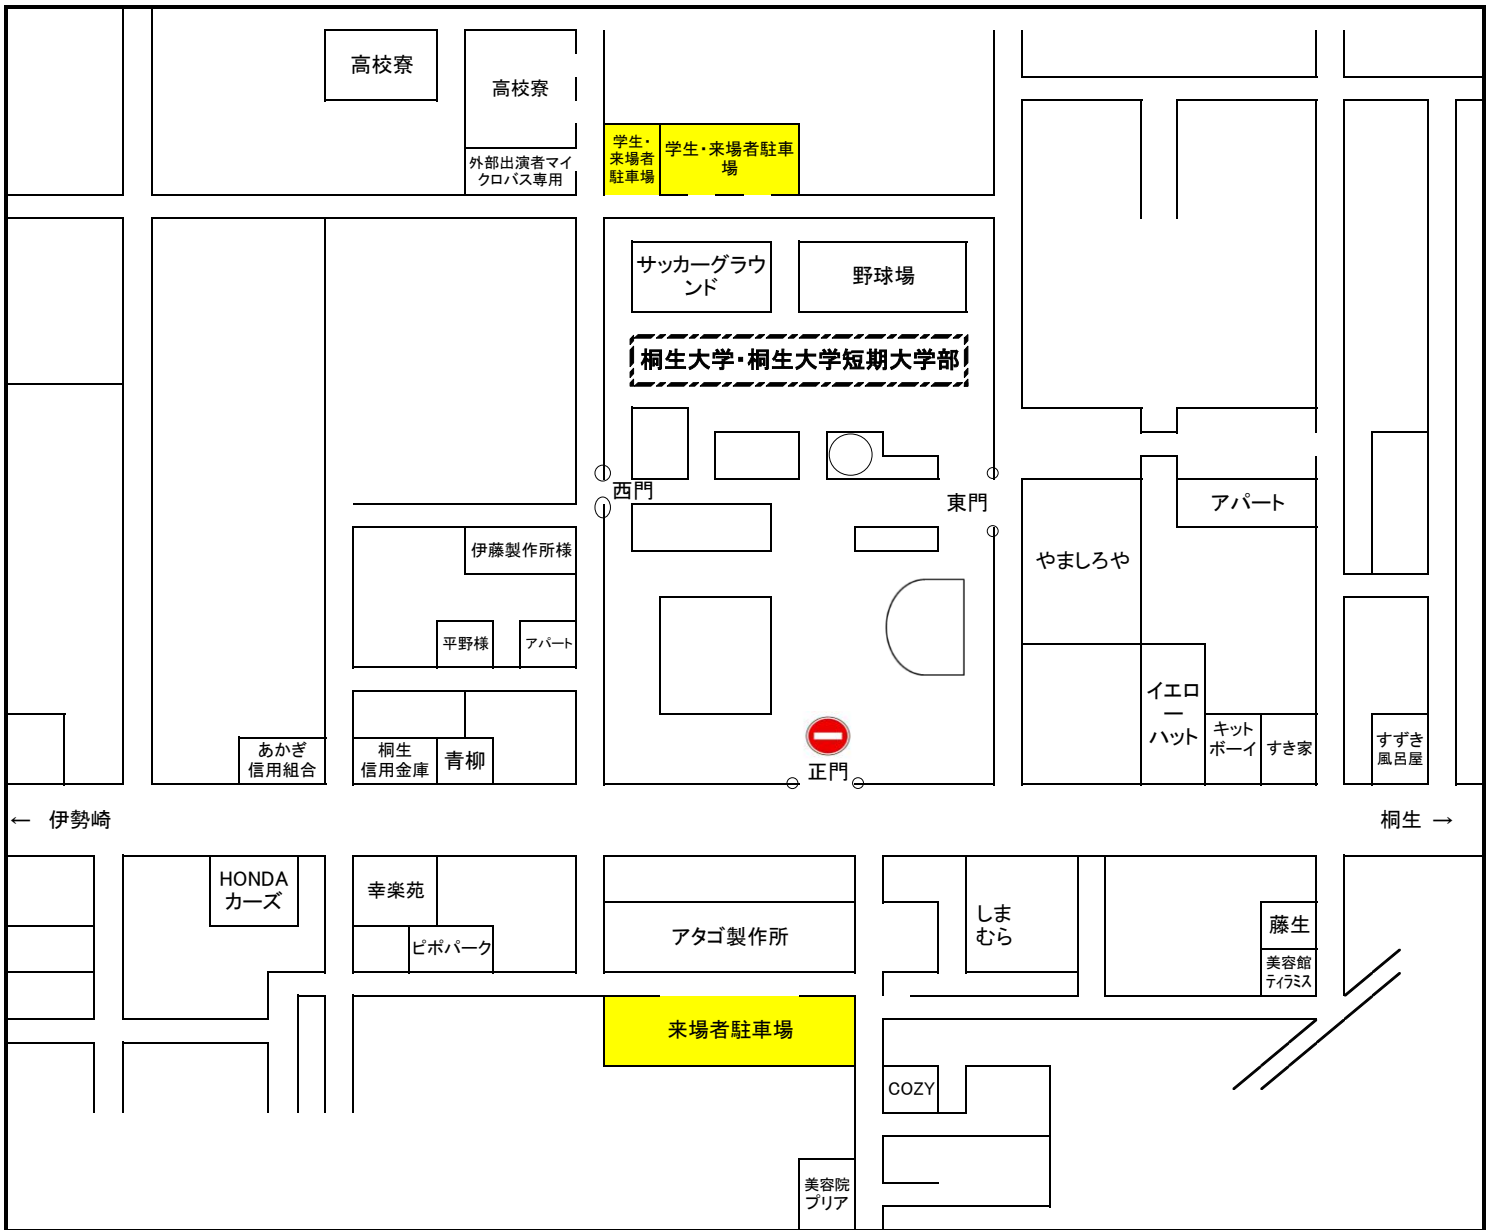 高校寮
高校寮
外部出演者マイ
クロバス専用
学生・
来場者
駐車場
学生・来場者駐車
場
サッカーグラウ
ンド
野球場
桐生大学・桐生大学短期大学部
西門
東門
アパート
伊藤製作所様
やましろや
平野様
アパート
イエロ
ー
ハット
キット
ボーイ
すき家
すずき
風呂屋
あかぎ
信用組合
桐生
信用金庫
青柳
正門
← 伊勢崎
桐生 →
HONDA
カーズ
幸楽苑
ピポパーク
アタゴ製作所
しま
むら
藤生
美容館
ティラミス
来場者駐車場
COZY
美容院
プリア